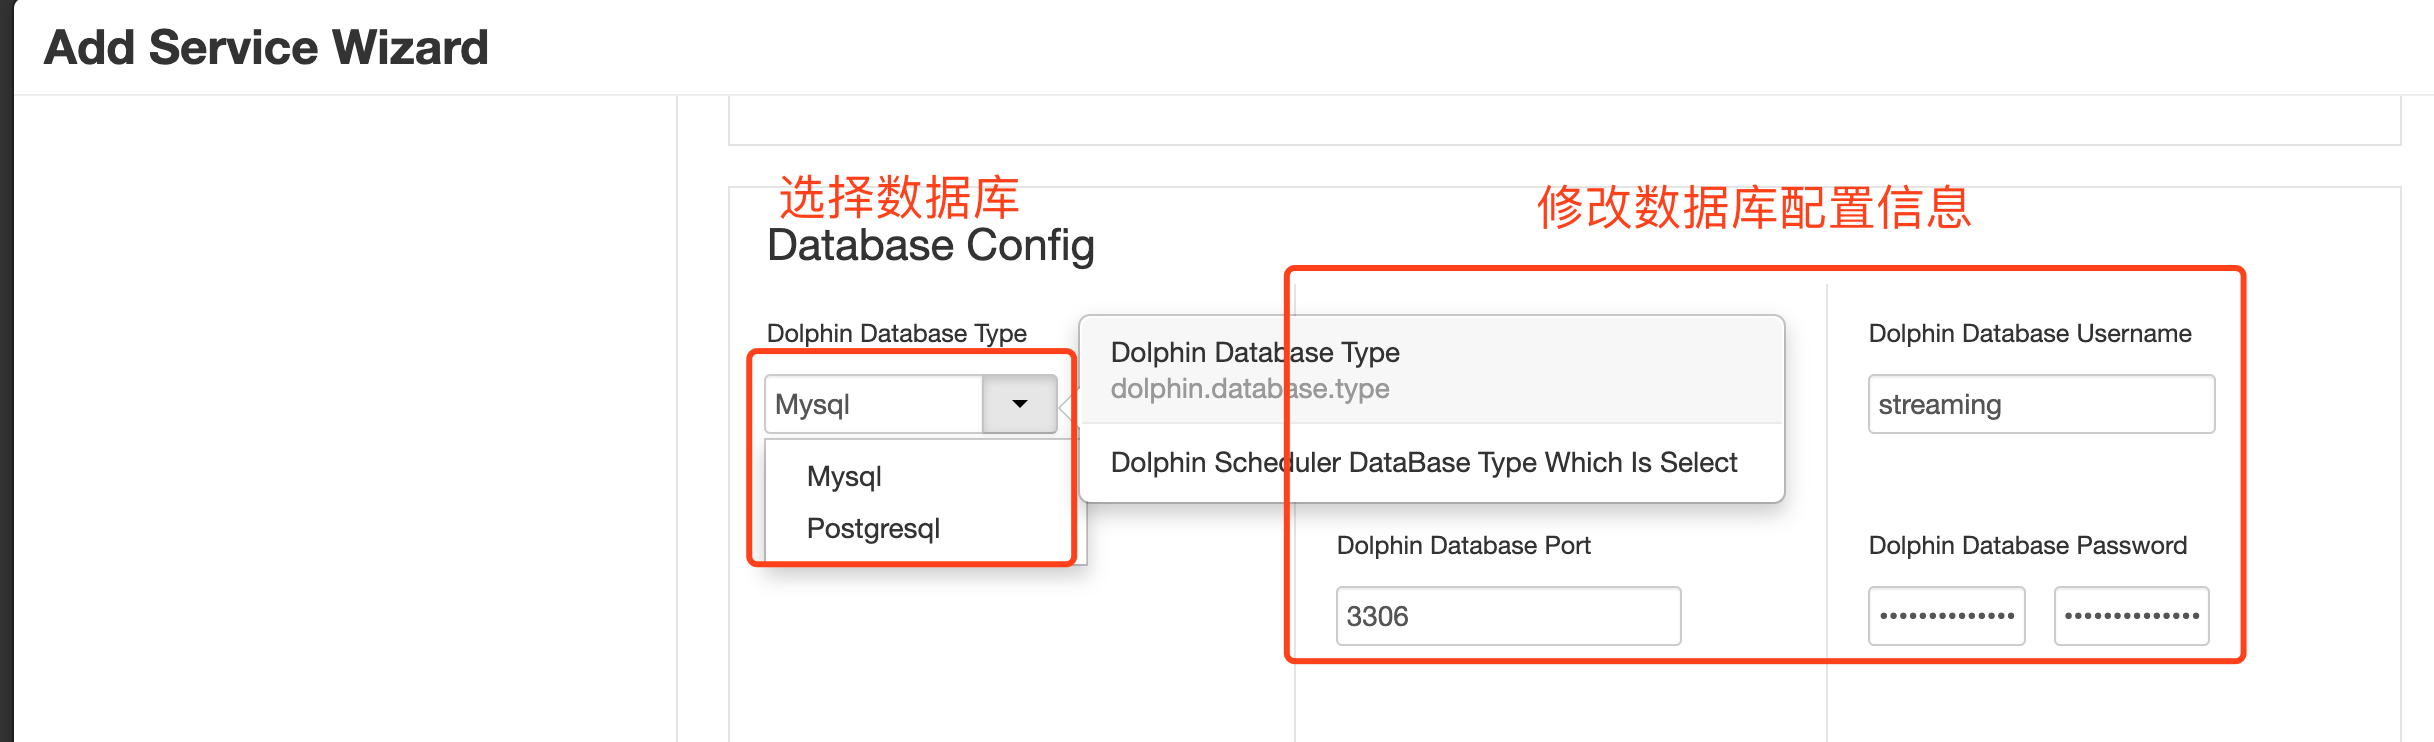 Add Service Wizard
选择数据库
修改数据库配置信息
Database Config
Dolphin Database Type
Mysql
Mysql
Postgresql
Dolphin Database Type
dolphin.database.type
Dolphin Scheduler DataBase Type Which Is Select
Dolphin Database Username
streaming
Dolphin Database Port
3306
Dolphin Database Password
•••••••••••••• ••••••••••••••